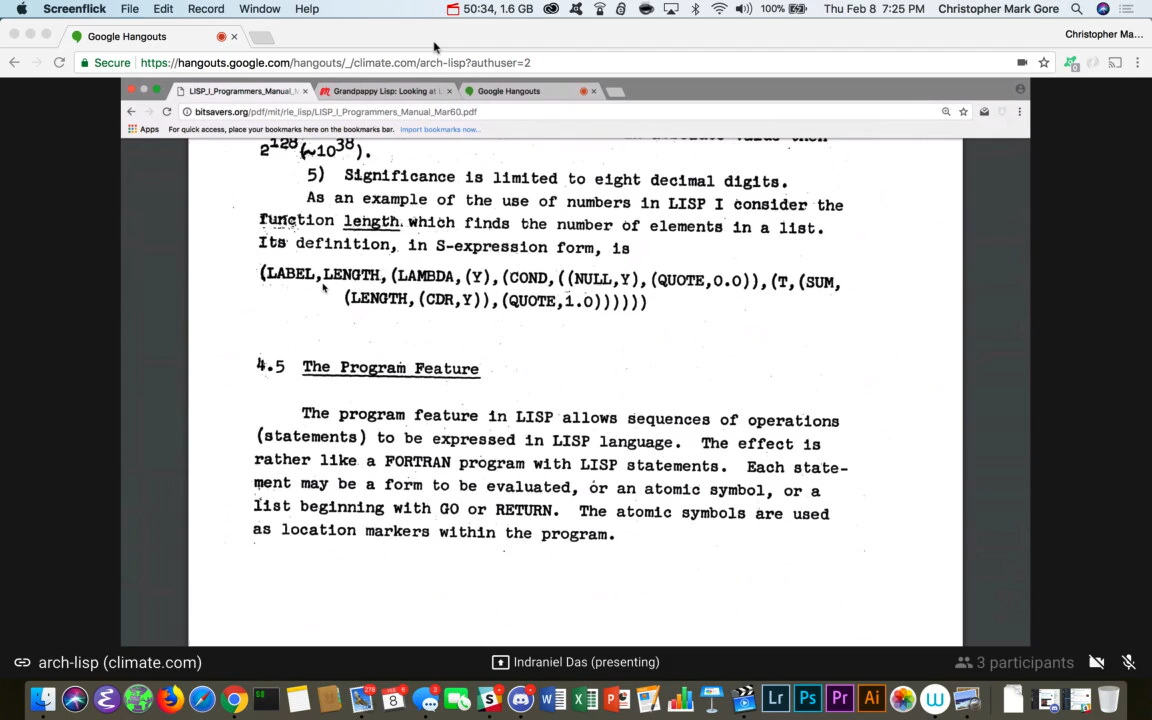 Screenflick File Edit Record Window Help 50:34, 1.6 GB 100% Thu Feb 8 7:25 PM Christopher Mark Gore
Google Hangouts Christopher Ma...
Secure https://hangouts.google.com/hangouts/_/climate.com/arch-lisp?authuser=2
LISP_I_Programmers_Manual_ Grandpappy Lisp: Looking at L Google Hangouts
bitsavers.org/pdf/mit/rle_lisp/LISP_I_Programmers_Manual_Mar60.pdf
Apps For quick access, place your bookmarks here on the bookmarks bar. Import bookmarks now...
2^128 (~10^38).
5) Significance is limited to eight decimal digits.
As an example of the use of numbers in LISP I consider the
function length which finds the number of elements in a list.
Its definition, in S-expression form, is
(LABEL,LENGTH,(LAMBDA,(Y),(COND,((NULL,Y),(QUOTE,0.0)),(T,(SUM,
(LENGTH,(CDR,Y)),(QUOTE,1.0))))))
4.5 The Program Feature
The program feature in LISP allows sequences of operations
(statements) to be expressed in LISP language. The effect is
rather like a FORTRAN program with LISP statements. Each state-
ment may be a form to be evaluated, or an atomic symbol, or a
list beginning with GO or RETURN. The atomic symbols are used
as location markers within the program.
arch-lisp (climate.com) Indraniel Das (presenting) 3 participants
Lr Ps Pr Ai